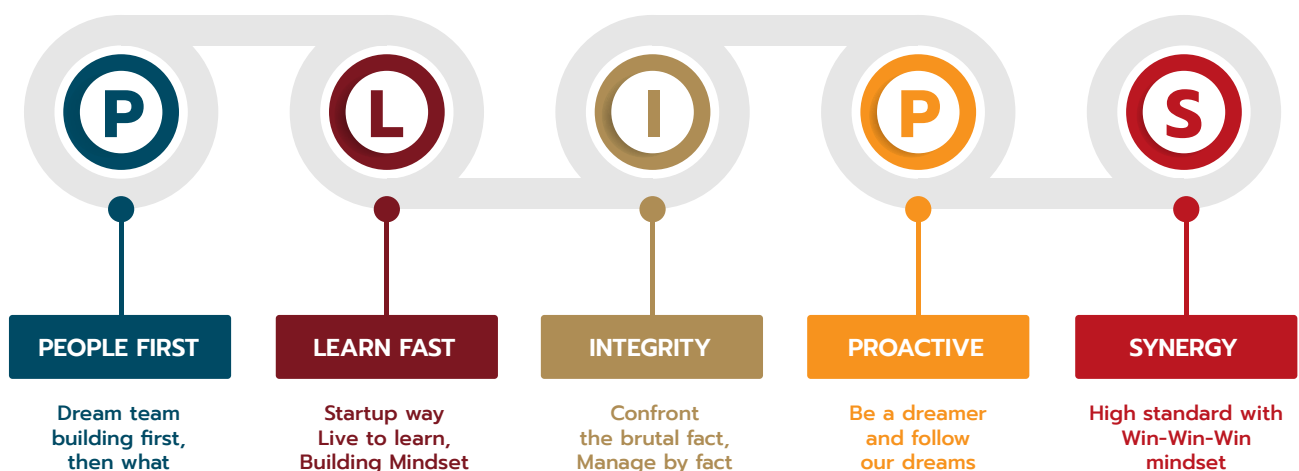 P
L
I
P
S
PEOPLE FIRST
LEARN FAST
INTEGRITY
PROACTIVE
SYNERGY
Dream team
building first,
then what
Startup way
Live to learn,
Building Mindset
Confront
the brutal fact,
Manage by fact
Be a dreamer
and follow
our dreams
High standard with
Win-Win-Win
mindset